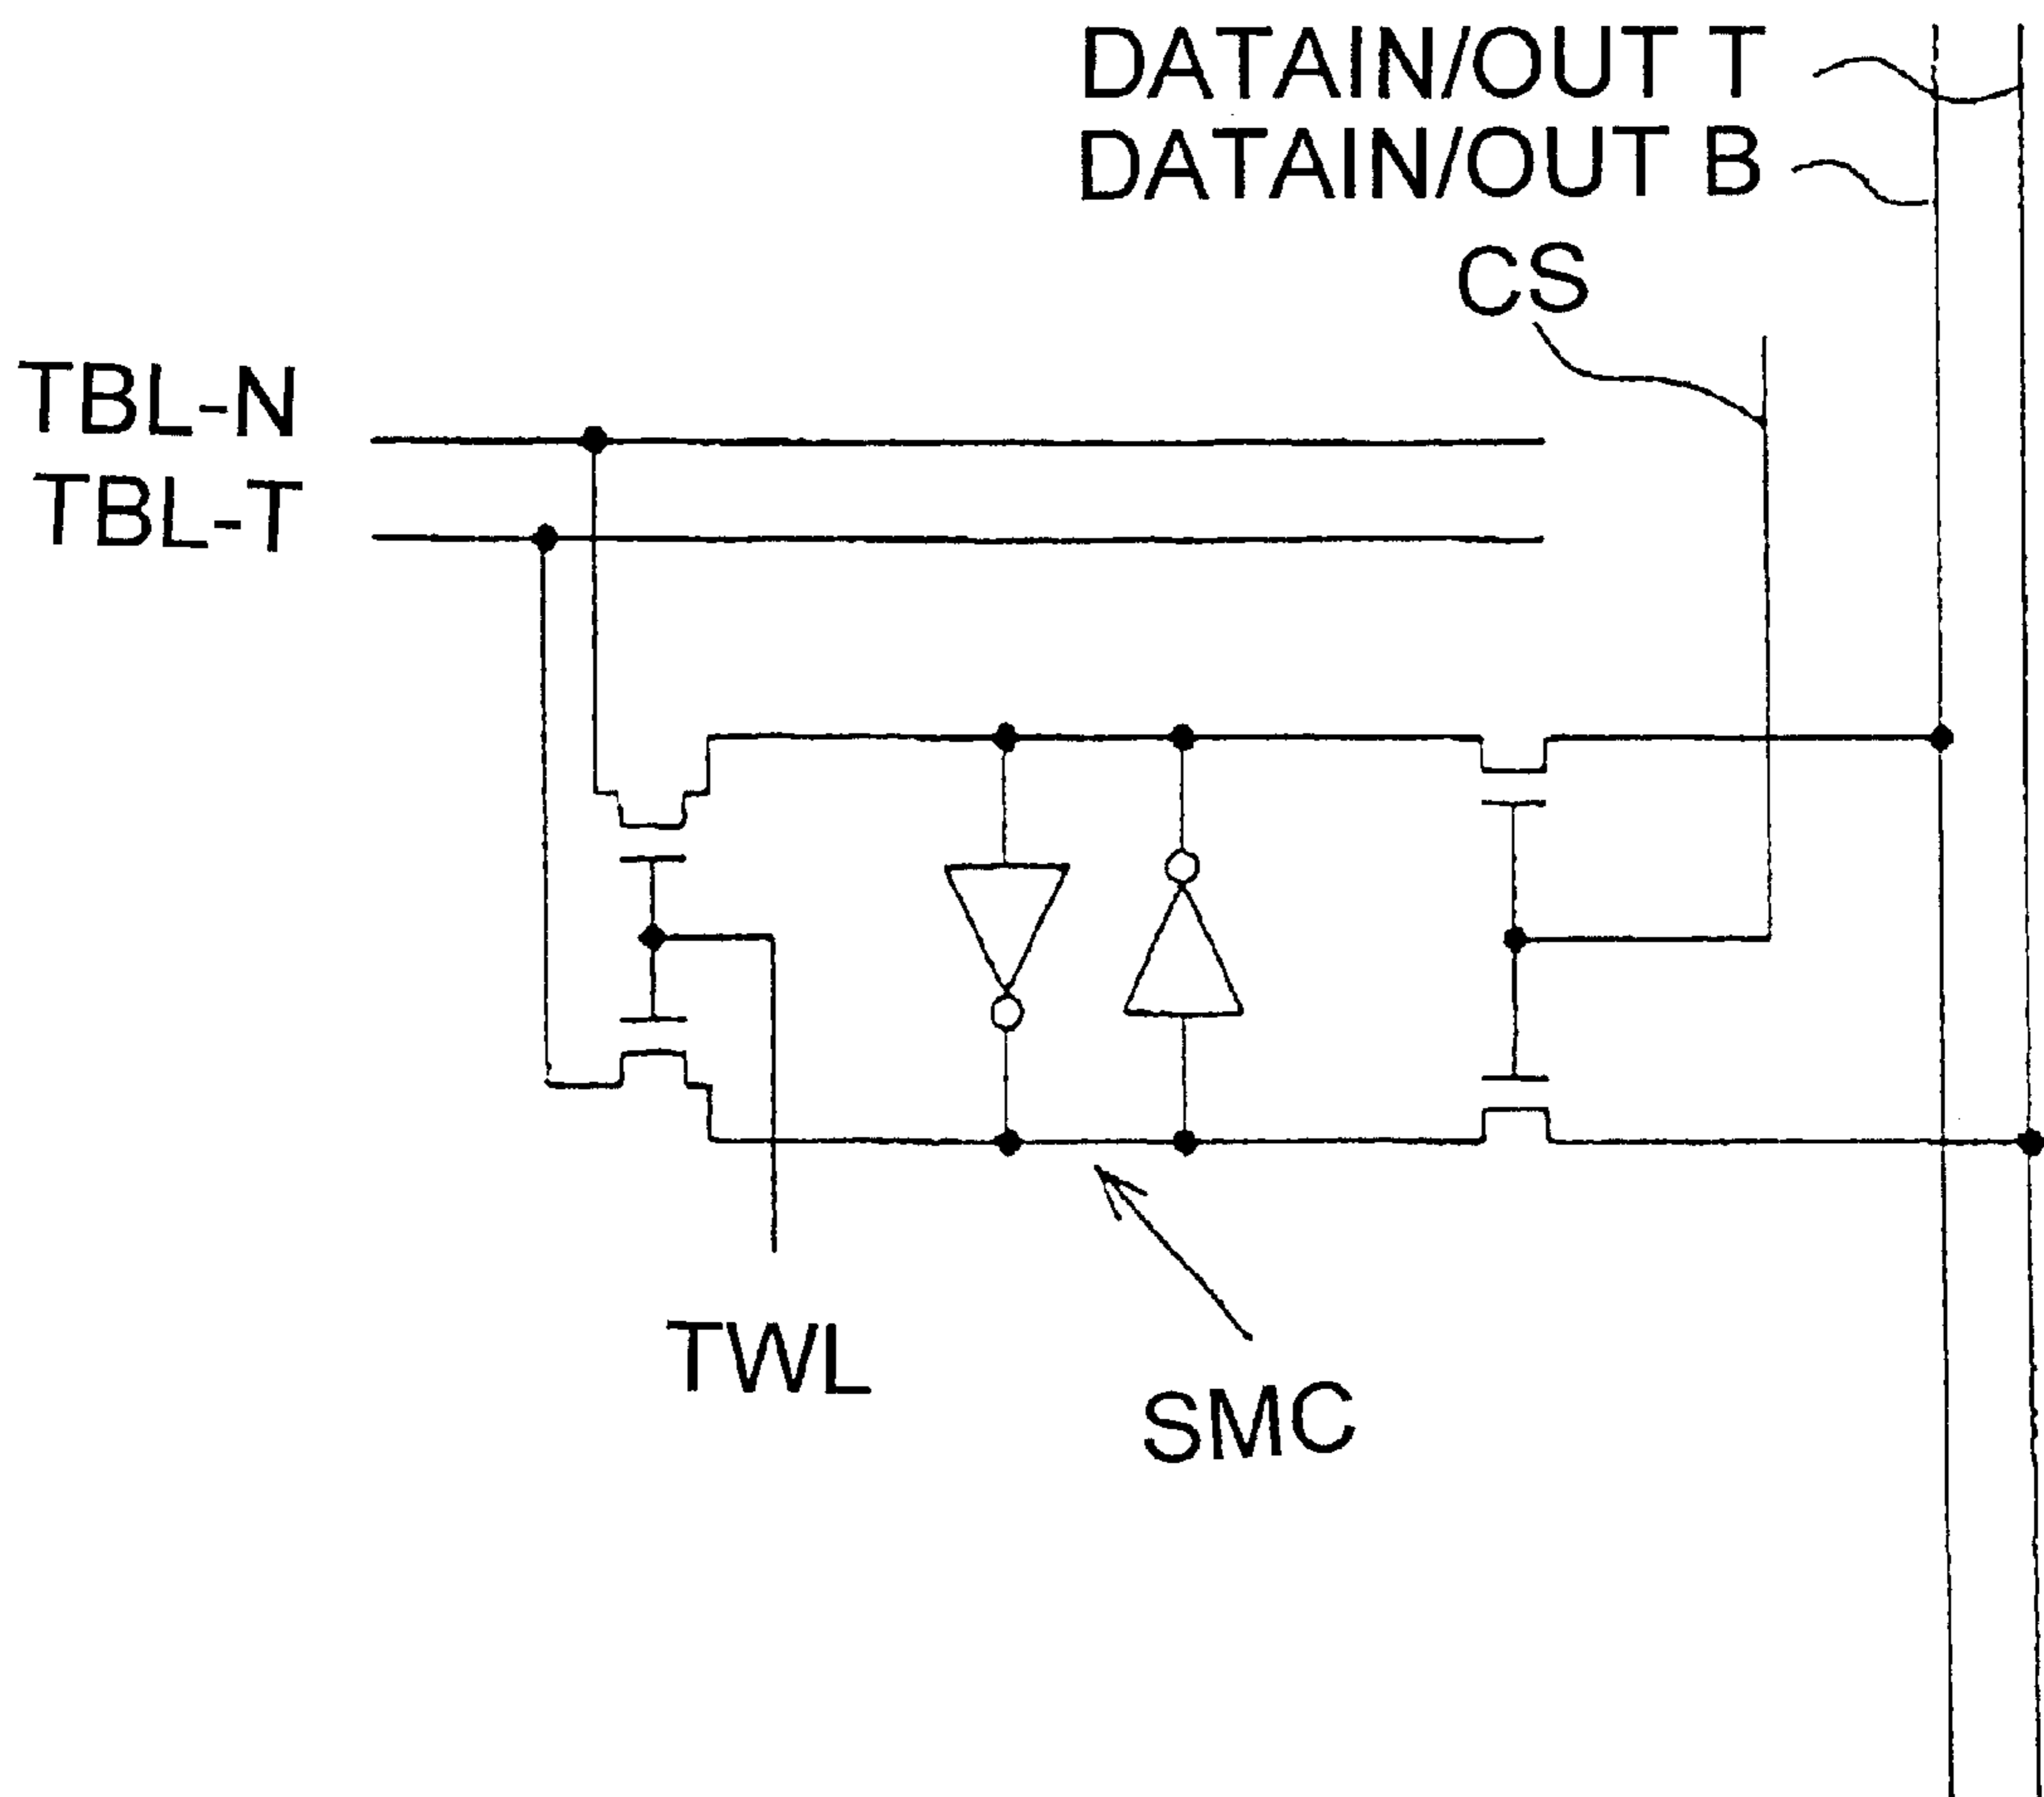 DATAIN/OUT T
DATAIN/OUT B
CS
TBL-N
TBL-T
TWL
SMC